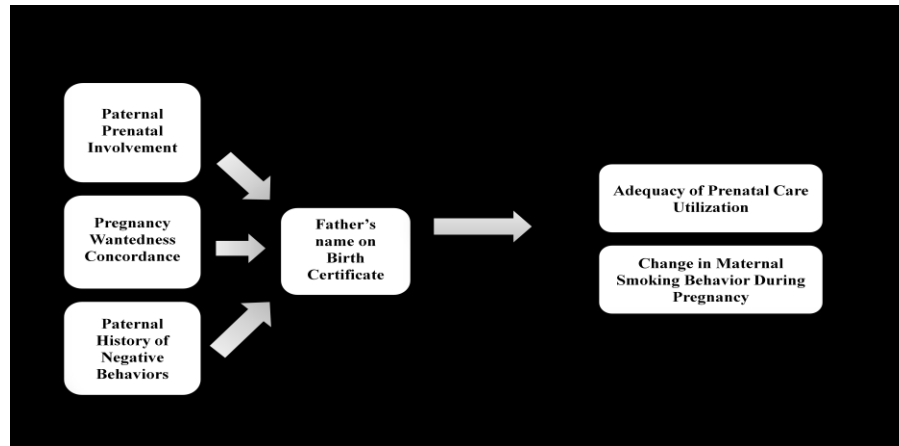 Paternal
Prenatal
Involvement
Pregnancy
Wantedness
Concordance
Paternal
History of
Negative
Behaviors
Father's
name on
Birth
Certificate
Adequacy of Prenatal Care
Utilization
Change in Maternal
Smoking Behavior During
Pregnancy